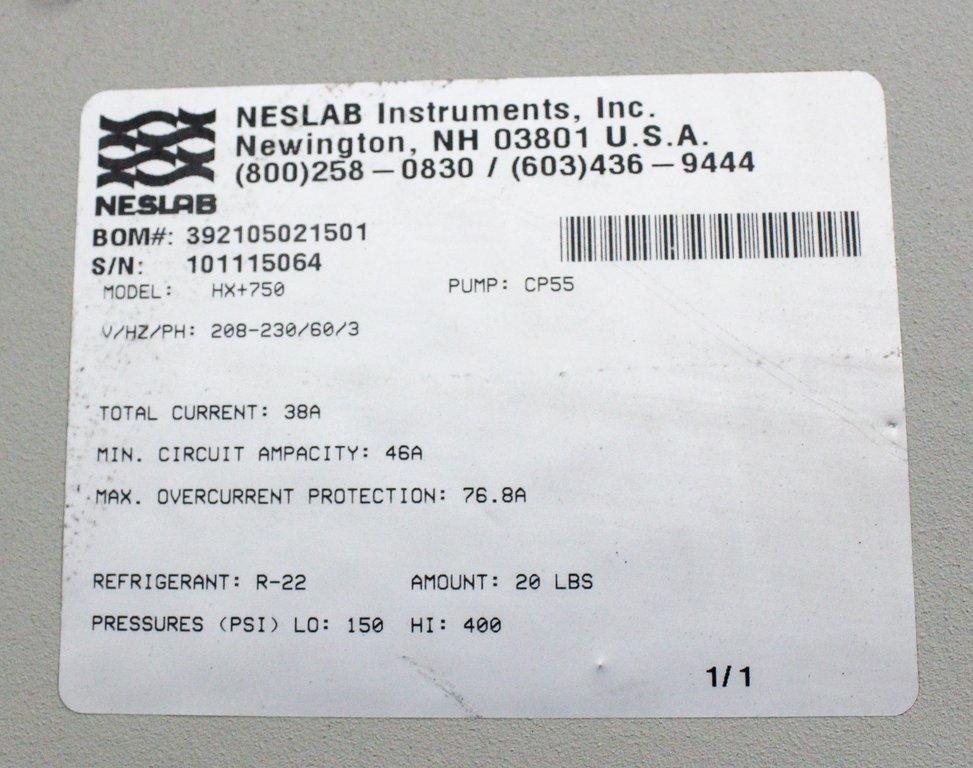 NESLAB Instruments, Inc.
Newington, NH 03801 U.S.A.
(800)258-0830 / (603)436-9444
NESLAB
BOM#: 392105021501
S/N: 101115064
MODEL: HX+750 PUMP: CP55
V/HZ/PH: 208-230/60/3
TOTAL CURRENT: 38A
MIN. CIRCUIT AMPACITY: 46A
MAX. OVERCURRENT PROTECTION: 76.8A
REFRIGERANT: R-22 AMOUNT: 20 LBS
PRESSURES (PSI) LO: 150 HI: 400
1/1